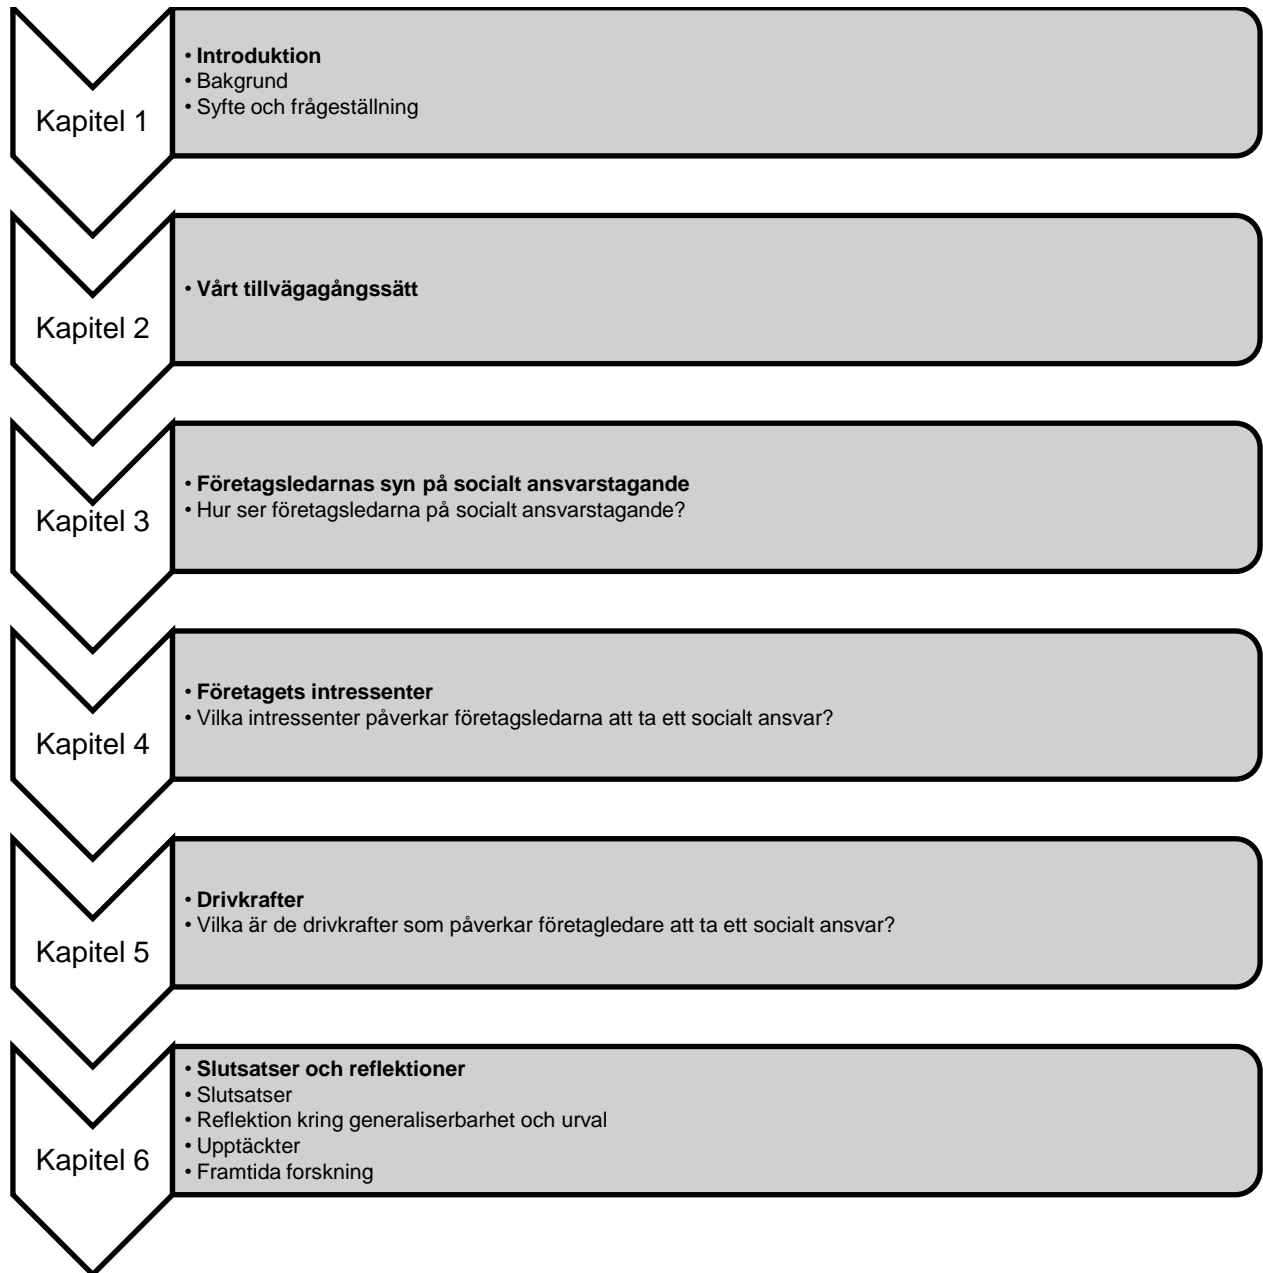 Kapitel 1
• Introduktion
• Bakgrund
• Syfte och frågeställning
Kapitel 2
• Vårt tillvägagångssätt
Kapitel 3
• Företagsledarnas syn på socialt ansvarstagande
• Hur ser företagsledarna på socialt ansvarstagande?
Kapitel 4
• Företagets intressenter
• Vilka intressenter påverkar företagsledarna att ta ett socialt ansvar?
Kapitel 5
• Drivkrafter
• Vilka är de drivkrafter som påverkar företagledare att ta ett socialt ansvar?
Kapitel 6
• Slutsatser och reflektioner
• Slutsatser
• Reflektion kring generaliserbarhet och urval
• Upptäckter
• Framtida forskning